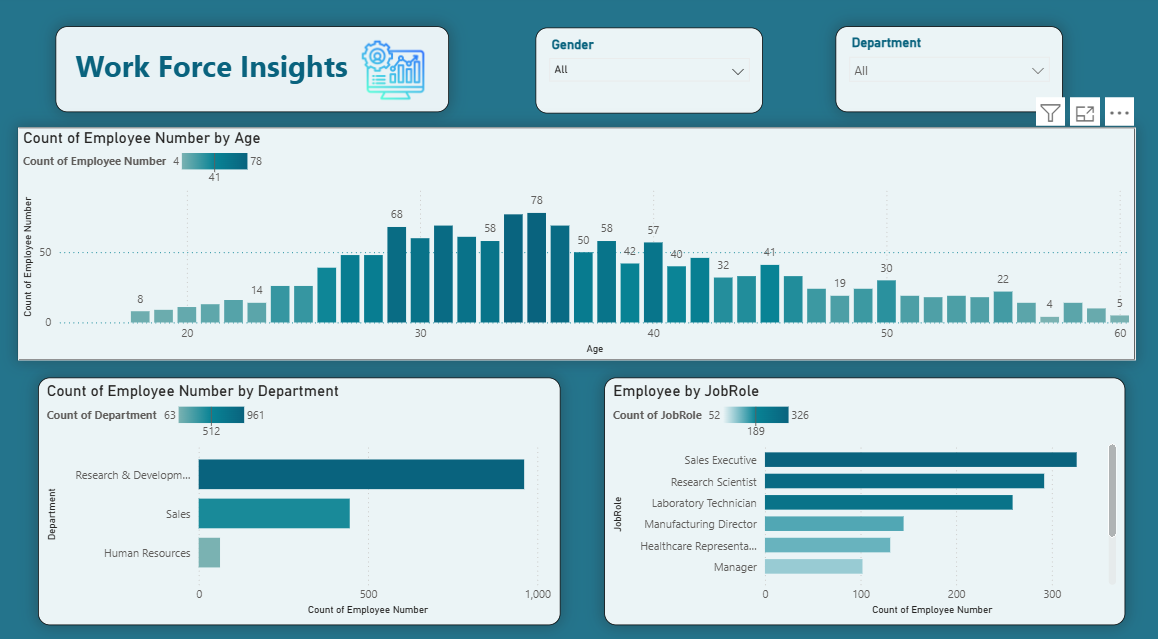 Work Force Insights
Gender
All
Department
All
Count of Employee Number by Age
Count of Employee Number 4 78
41
Count of Employee Number
50
0
8
14
68
58
78
50
58
42
57
40
32
41
19
30
22
4
5
20 30 40 50 60
Age
Count of Employee Number by Department
Count of Department 63 961
512
Department
Research & Developm...
Sales
Human Resources
0 500 1,000
Count of Employee Number
Employee by JobRole
Count of JobRole 52 326
189
JobRole
Sales Executive
Research Scientist
Laboratory Technician
Manufacturing Director
Healthcare Representa...
Manager
0 100 200 300
Count of Employee Number